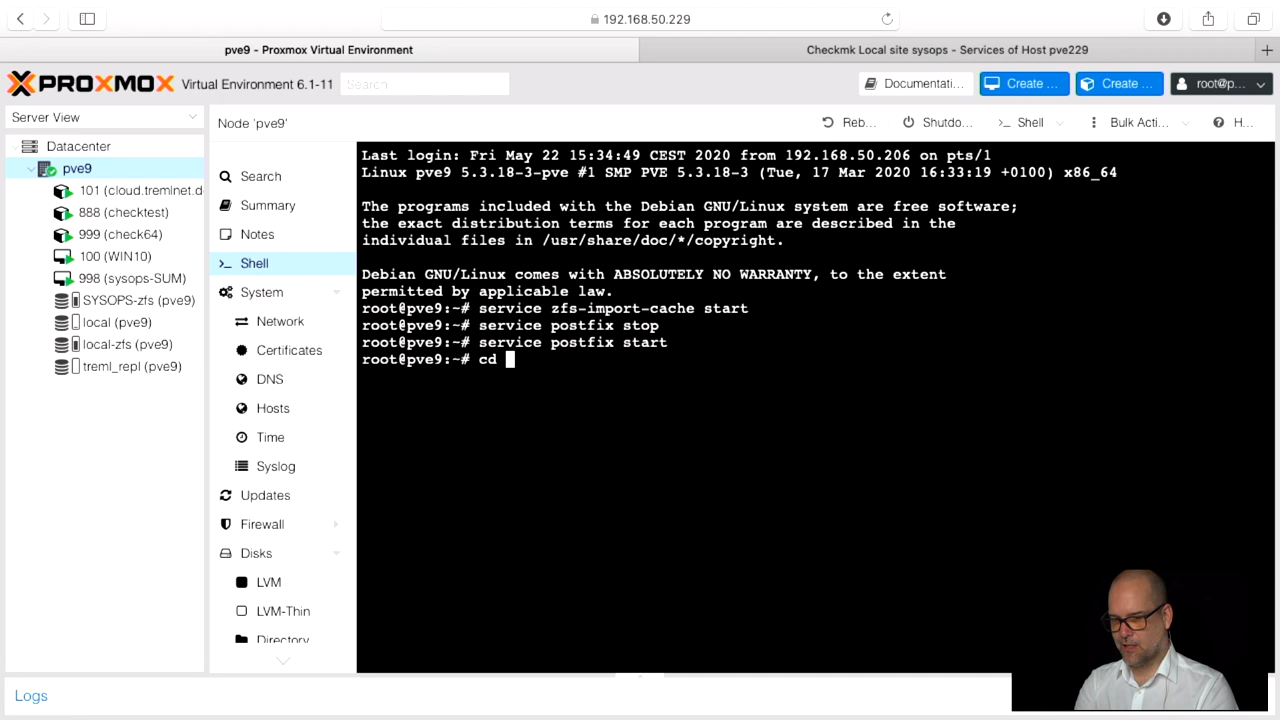 192.168.50.229
pve9 - Proxmox Virtual Environment
Checkmk Local site sysops - Services of Host pve229
PROXMOX Virtual Environment 6.1-11
Search
Documentati...
Create ...
Create ...
root@p...
Server View
Node 'pve9'
Reb...
Shutdo...
>_ Shell
Bulk Acti...
H...
Datacenter
pve9
101 (cloud.tremlnet.d
888 (checktest)
999 (check64)
100 (WIN10)
998 (sysops-SUM)
SYSOPS-zfs (pve9)
local (pve9)
local-zfs (pve9)
treml_repl (pve9)
Search
Summary
Notes
>_ Shell
System
Network
Certificates
DNS
Hosts
Time
Syslog
Updates
Firewall
Disks
LVM
LVM-Thin
Directory
Last login: Fri May 22 15:34:49 CEST 2020 from 192.168.50.206 on pts/1
Linux pve9 5.3.18-3-pve #1 SMP PVE 5.3.18-3 (Tue, 17 Mar 2020 16:33:19 +0100) x86_64
The programs included with the Debian GNU/Linux system are free software;
the exact distribution terms for each program are described in the
individual files in /usr/share/doc/*/copyright.
Debian GNU/Linux comes with ABSOLUTELY NO WARRANTY, to the extent
permitted by applicable law.
root@pve9:~# service zfs-import-cache start
root@pve9:~# service postfix stop
root@pve9:~# service postfix start
root@pve9:~# cd
Logs